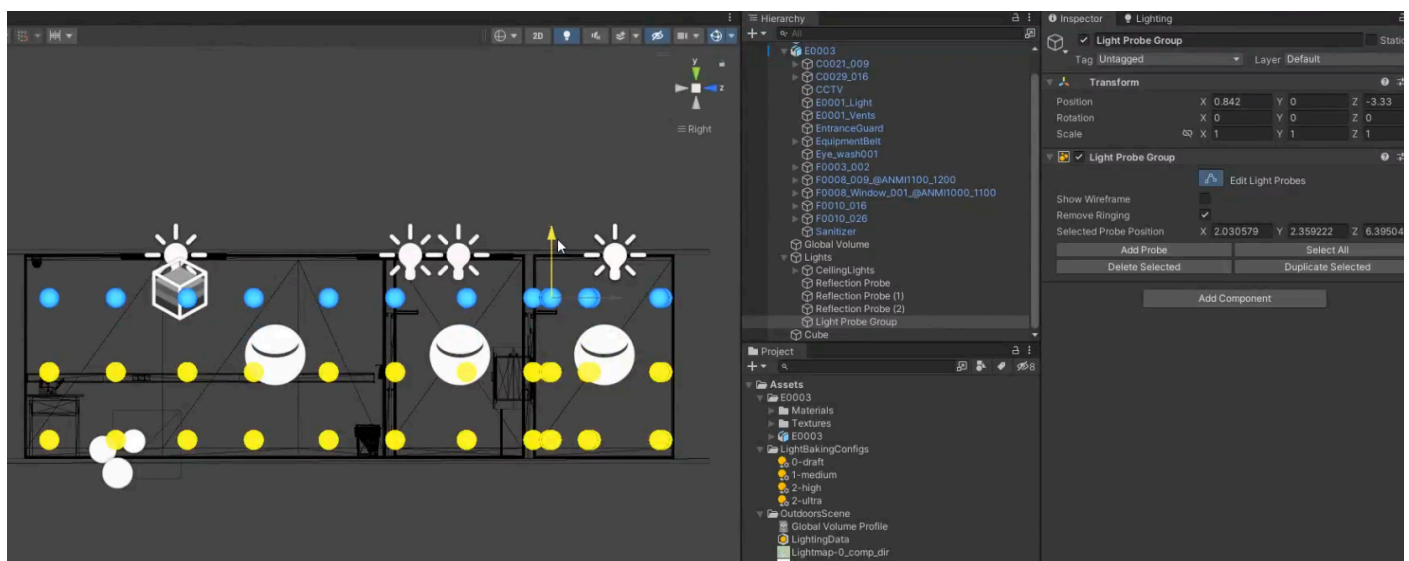 Hierarchy
Inspector
Lighting
2D
All
y
z
Right
E0003
C0021_009
C0029_016
CCTV
E0001_Light
E0001_Vents
EntranceGuard
EquipmentBelt
Eye_wash001
F0003_002
F0008_009_@ANMI1100_1200
F0008_Window_001_@ANMI1000_1100
F0010_016
F0010_026
Sanitizer
Global Volume
Lights
CellingLights
Reflection Probe
Reflection Probe (1)
Reflection Probe (2)
Light Probe Group
Cube
Project
8
Assets
E0003
Materials
Textures
E0003
LightBakingConfigs
0-draft
1-medium
2-high
2-ultra
OutdoorsScene
Global Volume Profile
LightingData
Lightmap-0_comp_dir
Light Probe Group
Static
Tag Untagged Layer Default
Transform
Position X 0.842 Y 0 Z -3.33
Rotation X 0 Y 0 Z 0
Scale X 1 Y 1 Z 1
Light Probe Group
Edit Light Probes
Show Wireframe
Remove Ringing
Selected Probe Position X 2.030579 Y 2.359222 Z 6.39504
Add Probe Select All
Delete Selected Duplicate Selected
Add Component